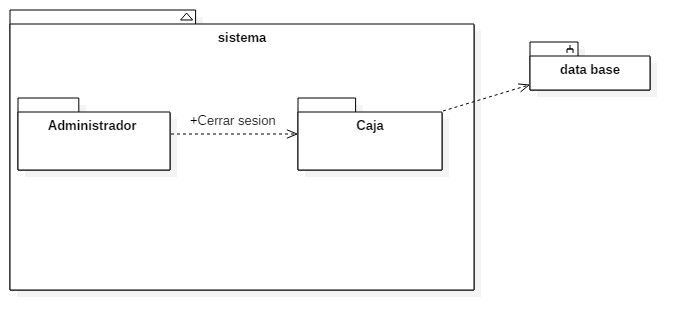 sistema
data base
Administrador
+Cerrar sesion
Caja